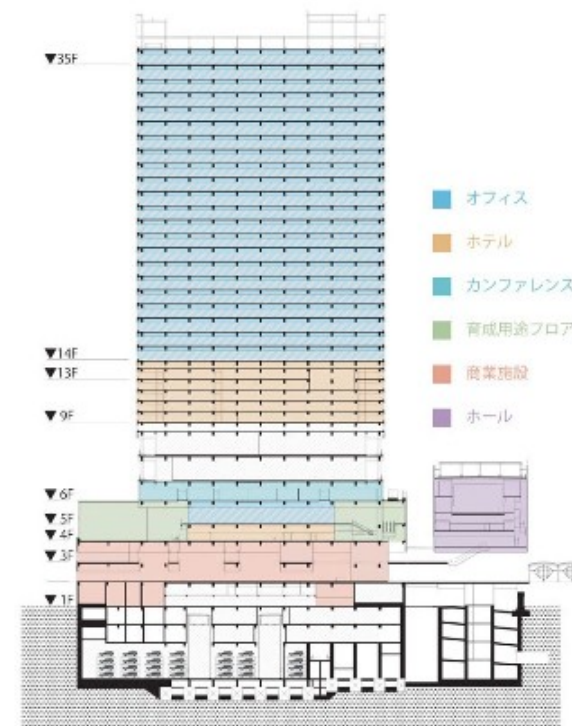 ▼35F
▼14F
▼13F
▼9F
▼6F
▼5F
▼4F
▼3F
▼1F
オフィス
ホテル
カンファレンス
育成用途フロア
商業施設
ホール